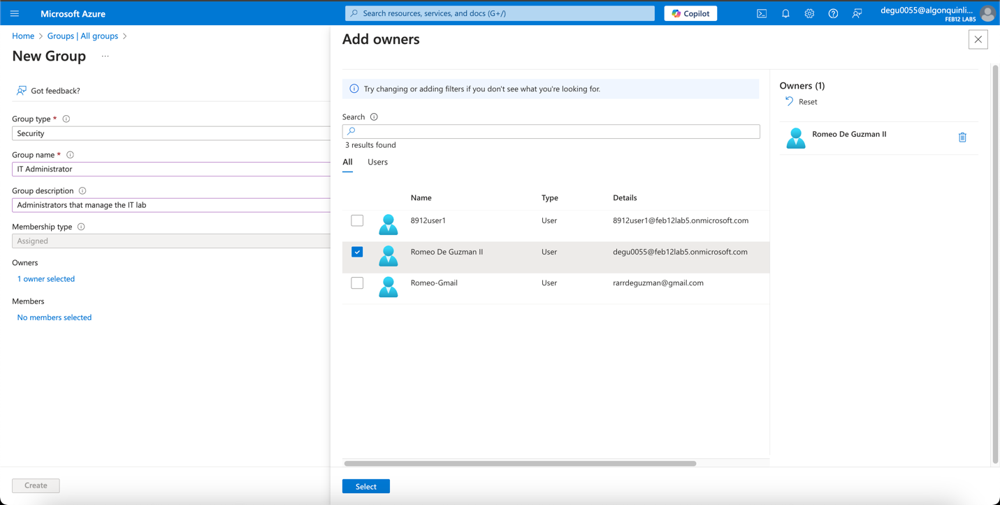 Microsoft Azure
Search resources, services, and docs (G+/)
Copilot
degu0055@algonquinli...
FEB12 LAB5
Home > Groups | All groups >
New Group ...
Got feedback?
Group type *
Security
Group name *
IT Administrator
Group description
Administrators that manage the IT lab
Membership type
Assigned
Owners
1 owner selected
Members
No members selected
Create
Add owners
Try changing or adding filters if you don't see what you're looking for.
Search
3 results found
All Users
Name Type Details
8912user1 User 8912user1@feb12lab5.onmicrosoft.com
Romeo De Guzman II User degu0055@feb12lab5.onmicrosoft.com
Romeo-Gmail User rarrdeguzman@gmail.com
Select
Owners (1)
Reset
Romeo De Guzman II